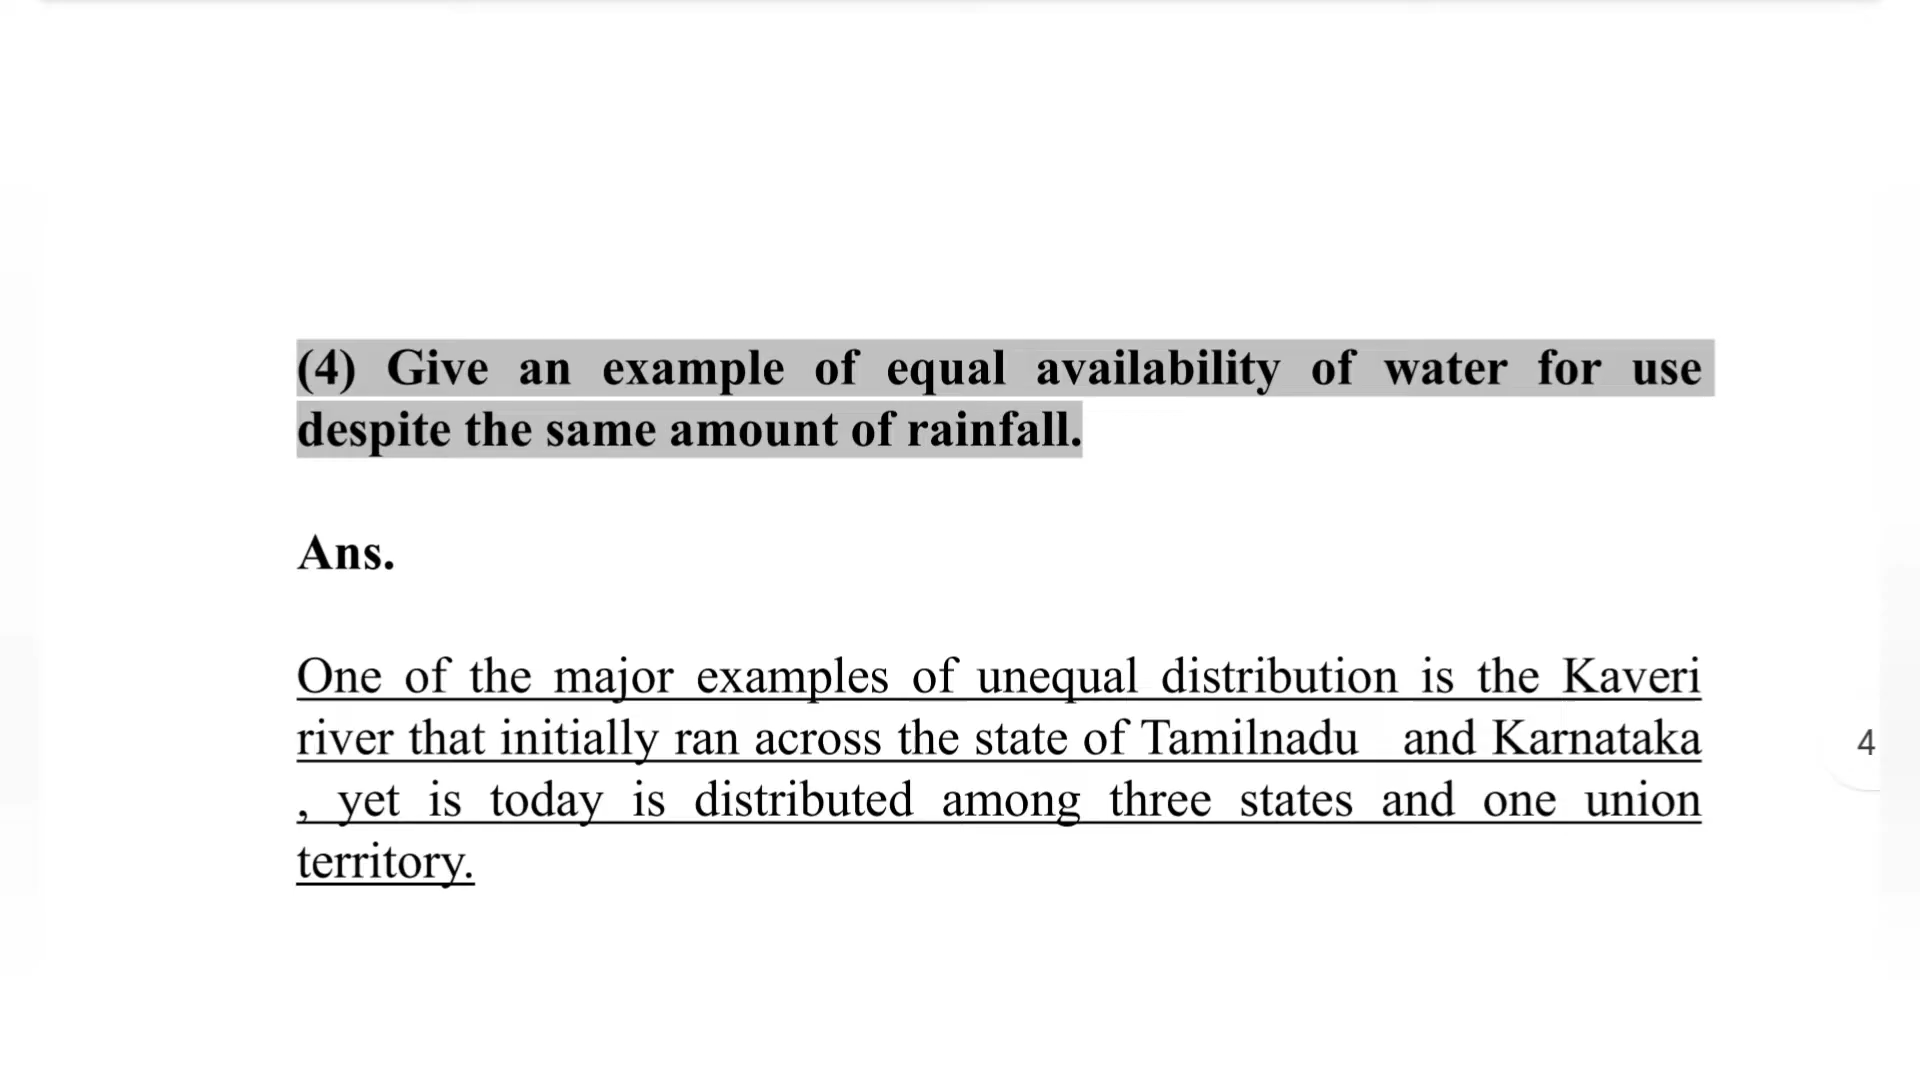 (4) Give an example of equal availability of water for use
despite the same amount of rainfall.
Ans.
One of the major examples of unequal distribution is the Kaveri
river that initially ran across the state of Tamilnadu and Karnataka
, yet is today is distributed among three states and one union
territory.
4